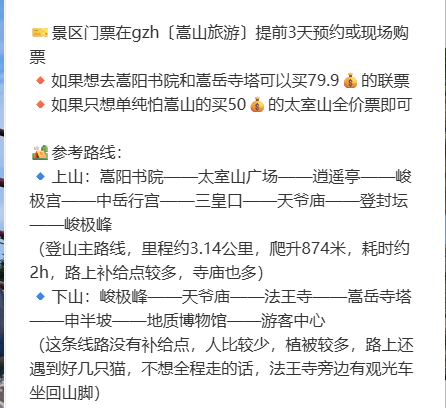 🎫景区门票在gzh〔嵩山旅游〕提前3天预约或现场购
票
🔸如果想去嵩阳书院和嵩岳寺塔可以买79.9💰的联票
🔸如果只想单纯怕嵩山的买50💰的太室山全价票即可
🏕️参考路线：
🔹上山：嵩阳书院——太室山广场——逍遥亭——峻
极宫——中岳行宫——三皇口——天爷庙——登封坛
——峻极峰
（登山主路线，里程约3.14公里，爬升874米，耗时约
2h，路上补给点较多，寺庙也多）
🔹下山：峻极峰——天爷庙——法王寺——嵩岳寺塔
——申半坡——地质博物馆——游客中心
（这条线路没有补给点，人比较少，植被较多，路上还
遇到好几只猫，不想全程走的话，法王寺旁边有观光车
坐回山脚）